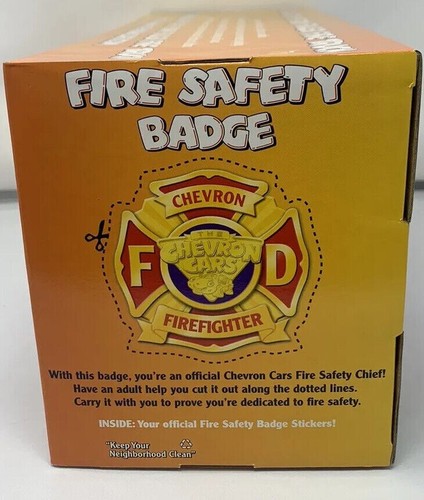 FIRE SAFETY
BADGE
CHEVRON
THE
CHEVRON
CARS
F D
FIREFIGHTER
With this badge, you're an official Chevron Cars Fire Safety Chief!
Have an adult help you cut it out along the dotted lines.
Carry it with you to prove you're dedicated to fire safety.
INSIDE: Your official Fire Safety Badge Stickers!
"Keep Your
Neighborhood Clean"